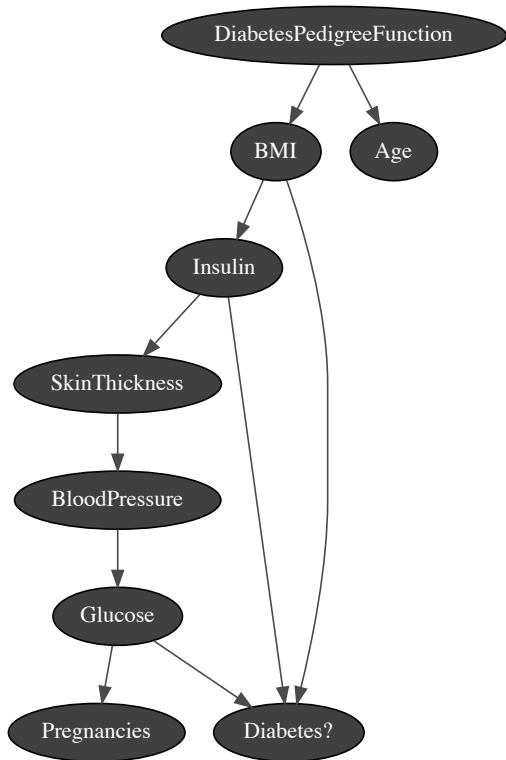 DiabetesPedigreeFunction
BMI
Age
Insulin
SkinThickness
BloodPressure
Glucose
Pregnancies
Diabetes?